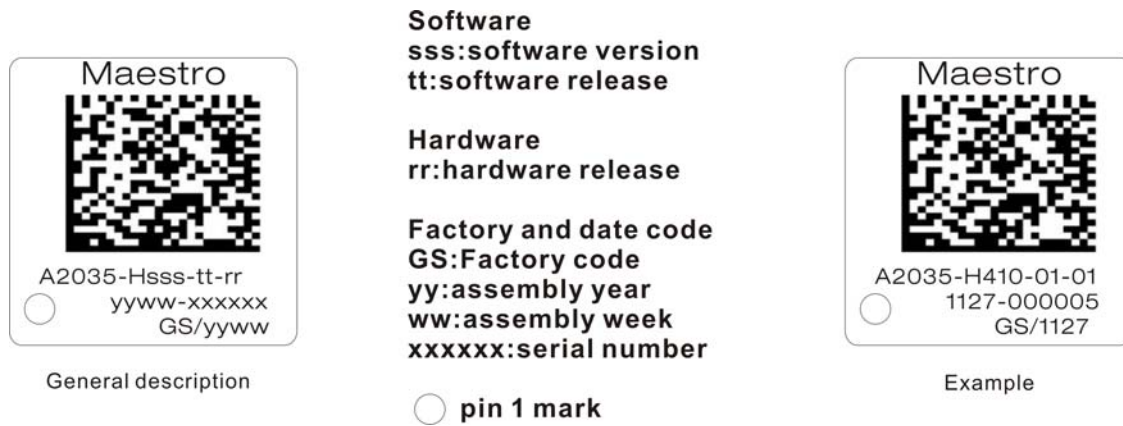 Maestro
A2035-Hsss-tt-rr
yyww-xxxxxx
GS/yyww
General description
Software
sss:software version
tt:software release
Hardware
rr:hardware release
Factory and date code
GS:Factory code
yy:assembly year
ww:assembly week
xxxxxx:serial number
pin 1 mark
Maestro
A2035-H410-01-01
1127-000005
GS/1127
Example